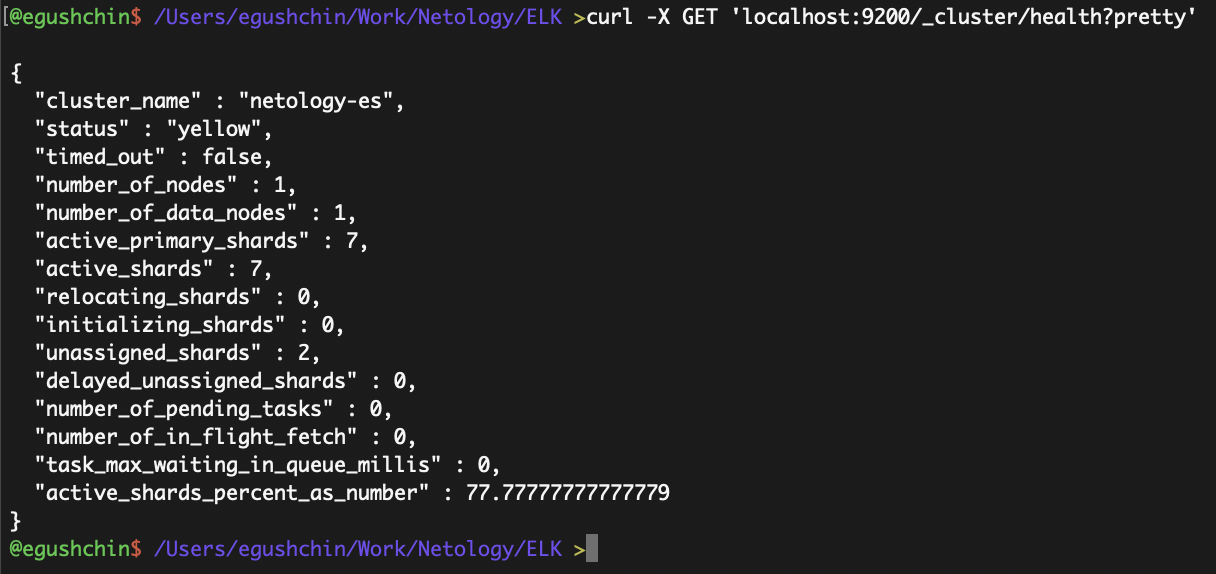 [@egushchin$ /Users/egushchin/Work/Netology/ELK >curl -X GET 'localhost:9200/_cluster/health?pretty'
{
  "cluster_name" : "netology-es",
  "status" : "yellow",
  "timed_out" : false,
  "number_of_nodes" : 1,
  "number_of_data_nodes" : 1,
  "active_primary_shards" : 7,
  "active_shards" : 7,
  "relocating_shards" : 0,
  "initializing_shards" : 0,
  "unassigned_shards" : 2,
  "delayed_unassigned_shards" : 0,
  "number_of_pending_tasks" : 0,
  "number_of_in_flight_fetch" : 0,
  "task_max_waiting_in_queue_millis" : 0,
  "active_shards_percent_as_number" : 77.77777777777779
}
@egushchin$ /Users/egushchin/Work/Netology/ELK >